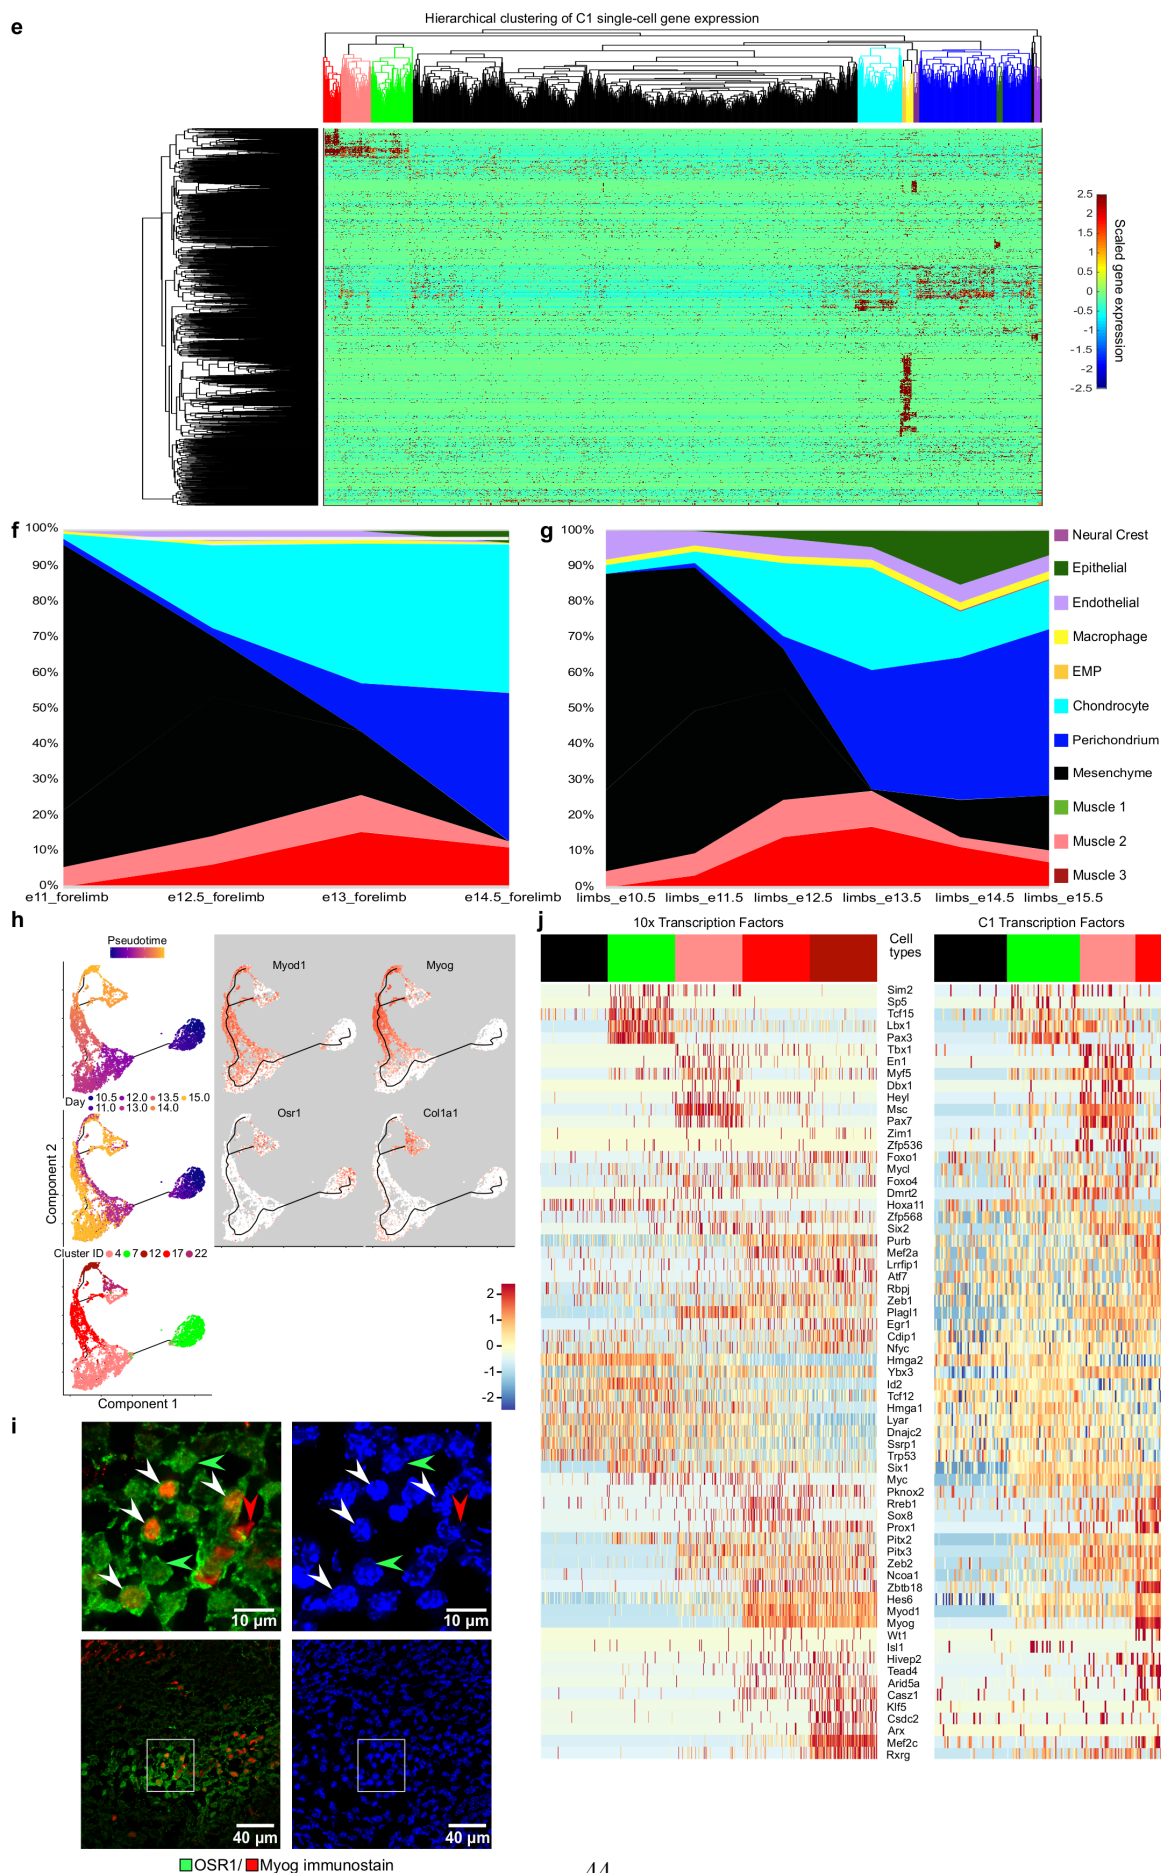 e
Hierarchical clustering of C1 single-cell gene expression
2.5
2
1.5
1
0.5
0
-0.5
-1
-1.5
-2
-2.5
Scaled gene expression
f
100%
90%
80%
70%
60%
50%
40%
30%
20%
10%
0%
e11_forelimb e12.5_forelimb e13_forelimb e14.5_forelimb
g
100%
90%
80%
70%
60%
50%
40%
30%
20%
10%
0%
limbs_e10.5 limbs_e11.5 limbs_e12.5 limbs_e13.5 limbs_e14.5 limbs_e15.5
Neural Crest
Epithelial
Endothelial
Macrophage
EMP
Chondrocyte
Perichondrium
Mesenchyme
Muscle 1
Muscle 2
Muscle 3
h
Pseudotime
Myod1
Myog
Day 10.5 12.0 13.5 15.0
11.0 13.0 14.0
Osr1
Col1a1
Component 2
Cluster ID 4 7 12 17 22
Component 1
2
1
0
-1
-2
i
10 µm
10 µm
40 µm
40 µm
OSR1/ Myog immunostain
j
10x Transcription Factors
C1 Transcription Factors
Cell
types
Sim2
Sp5
Tcf15
Lbx1
Pax3
Tbx1
En1
Myf5
Dbx1
Heyl
Msc
Pax7
Zim1
Zfp536
Foxo1
Mycl
Foxo4
Dmrt2
Hoxa11
Zfp568
Six2
Purb
Mef2a
Lrrfip1
Atf7
Rbpj
Zeb1
Plagl1
Egr1
Cdip1
Nfyc
Hmga2
Ybx3
Id2
Tcf12
Hmga1
Lyar
Dnajc2
Ssrp1
Trp53
Six1
Myc
Pknox2
Rreb1
Sox8
Prox1
Pitx2
Pitx3
Zeb2
Ncoa1
Zbtb18
Hes6
Myod1
Myog
Wt1
Isl1
Hivep2
Tead4
Arid5a
Casz1
Klf5
Csdc2
Arx
Mef2c
Rxrg
44